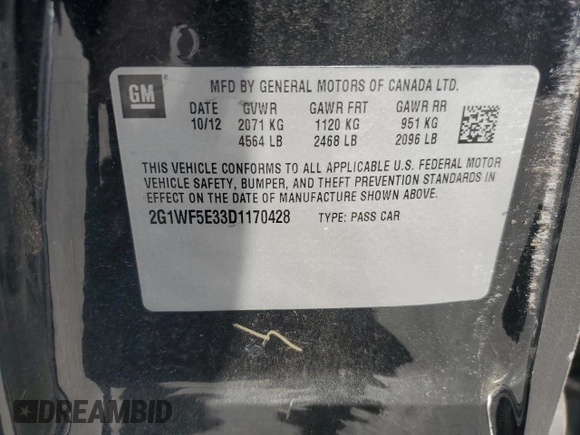 GM
MFD BY GENERAL MOTORS OF CANADA LTD.
DATE GVWR GAWR FRT GAWR RR
10/12 2071 KG 1120 KG 951 KG
4564 LB 2468 LB 2096 LB
THIS VEHICLE CONFORMS TO ALL APPLICABLE U.S. FEDERAL MOTOR
VEHICLE SAFETY, BUMPER, AND THEFT PREVENTION STANDARDS IN
EFFECT ON THE DATE OF MANUFACTURE SHOWN ABOVE.
2G1WF5E33D1170428 TYPE: PASS CAR
DREAMBID